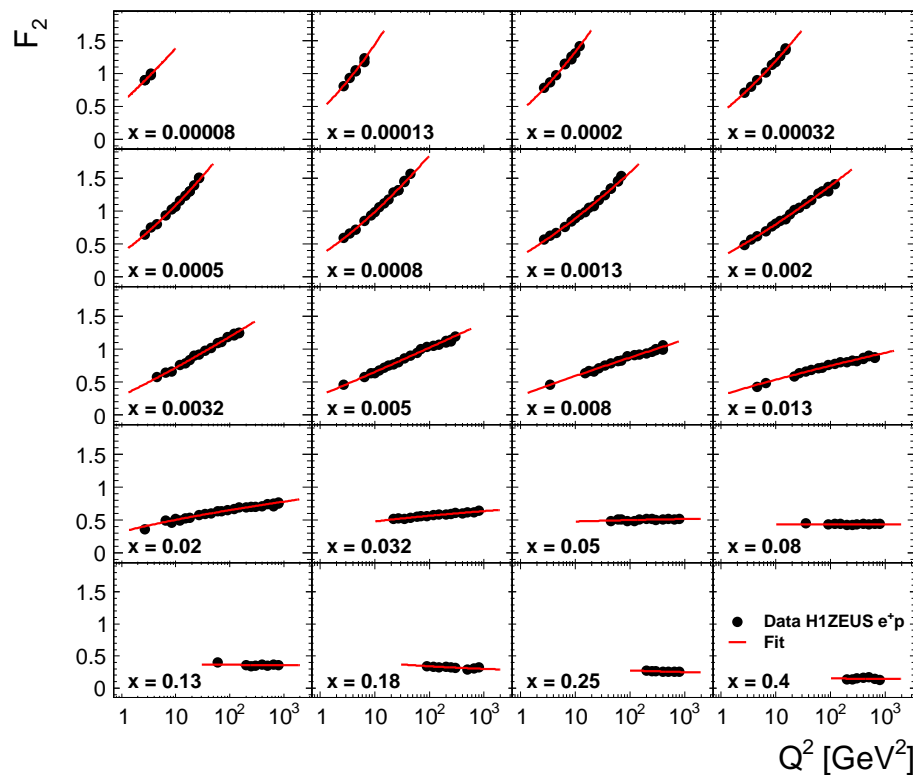 F₂
1.5
1
0.5
0
x = 0.00008 x = 0.00013 x = 0.0002 x = 0.00032
1.5
1
0.5
0
x = 0.0005 x = 0.0008 x = 0.0013 x = 0.002
1.5
1
0.5
0
x = 0.0032 x = 0.005 x = 0.008 x = 0.013
1.5
1
0.5
0
x = 0.02 x = 0.032 x = 0.05 x = 0.08
1.5
1
0.5
0
Data H1ZEUS e⁺p
Fit
x = 0.13 x = 0.18 x = 0.25 x = 0.4
1 10 10² 10³ 1 10 10² 10³ 1 10 10² 10³ 1 10 10² 10³
Q² [GeV²]